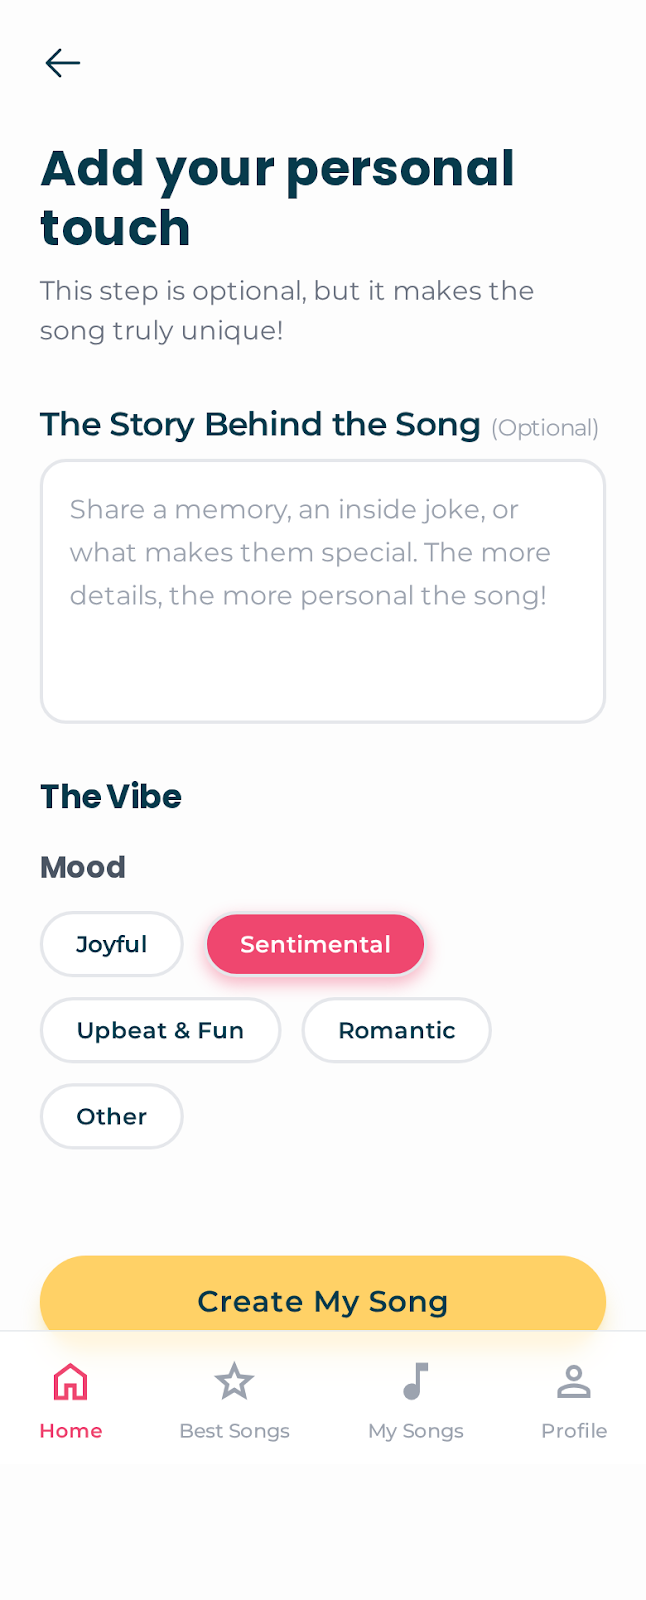 Add your personal
touch
This step is optional, but it makes the
song truly unique!
The Story Behind the Song (Optional)
Share a memory, an inside joke, or
what makes them special. The more
details, the more personal the song!
The Vibe
Mood
Joyful Sentimental
Upbeat & Fun Romantic
Other
Create My Song
Home Best Songs My Songs Profile